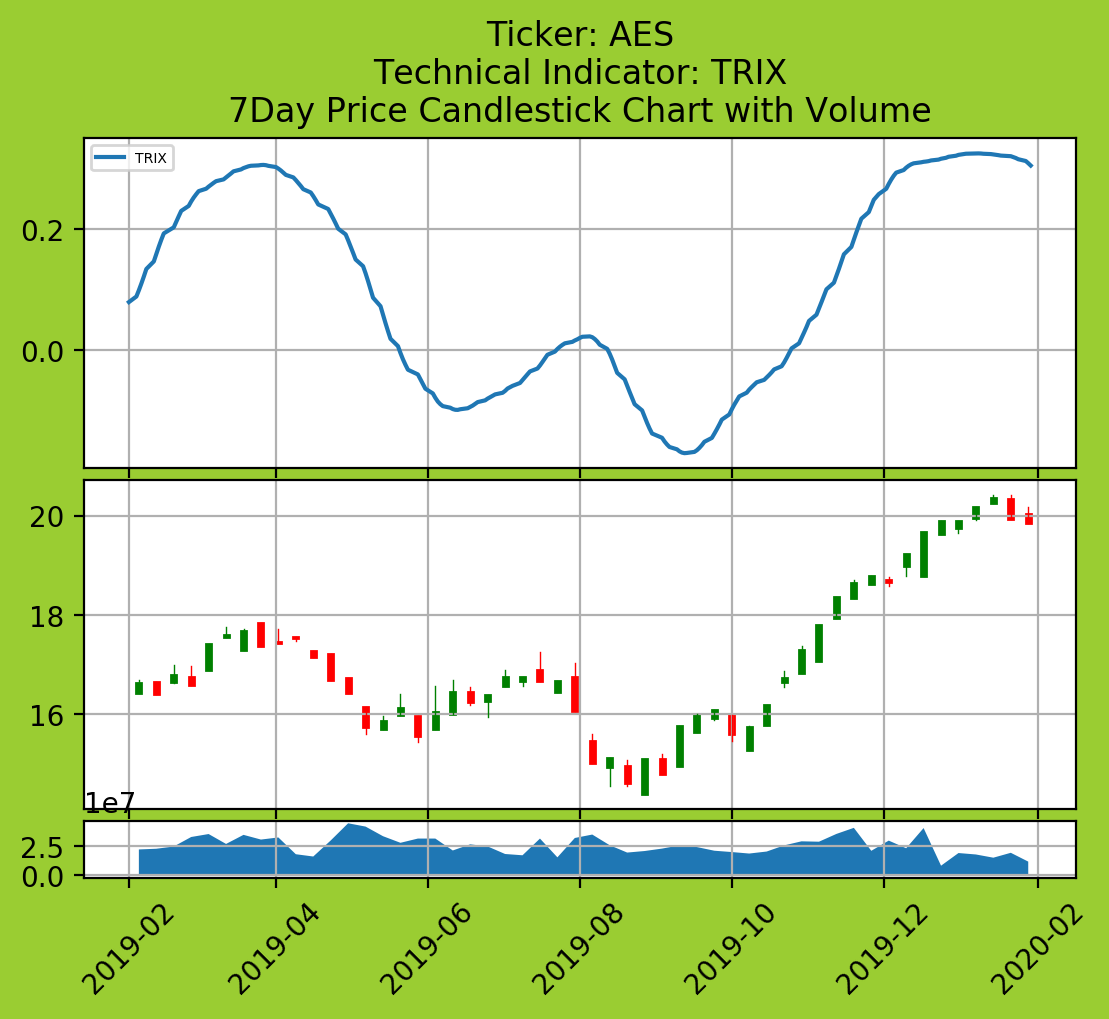 Ticker: AES
Technical Indicator: TRIX
7Day Price Candlestick Chart with Volume
TRIX
0.2
0.0
20
18
16
1e7
2.5
0.0
2019-02
2019-04
2019-06
2019-08
2019-10
2019-12
2020-02